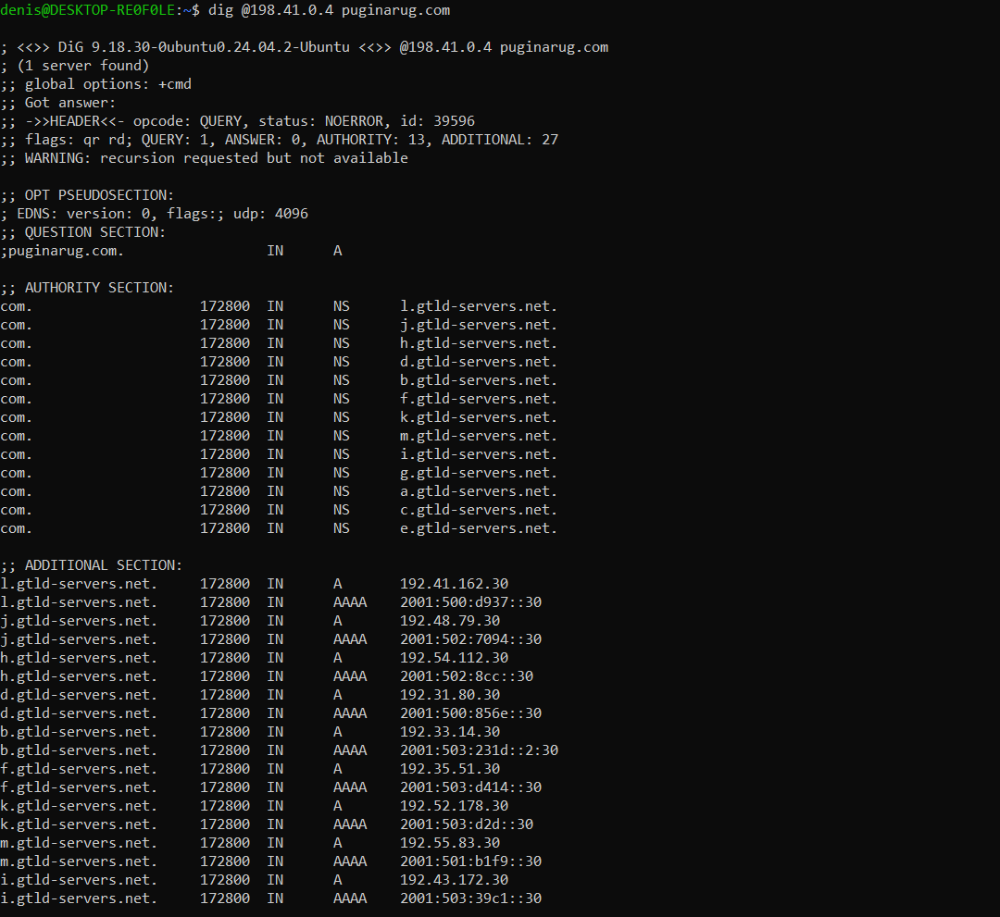 denis@DESKTOP-RE0F0LE:~$ dig @198.41.0.4 puginarug.com

; <<>> DiG 9.18.30-0ubuntu0.24.04.2-Ubuntu <<>> @198.41.0.4 puginarug.com
; (1 server found)
;; global options: +cmd
;; Got answer:
;; ->>HEADER<<- opcode: QUERY, status: NOERROR, id: 39596
;; flags: qr rd; QUERY: 1, ANSWER: 0, AUTHORITY: 13, ADDITIONAL: 27
;; WARNING: recursion requested but not available

;; OPT PSEUDOSECTION:
; EDNS: version: 0, flags:; udp: 4096
;; QUESTION SECTION:
;puginarug.com.			IN	A

;; AUTHORITY SECTION:
com.			172800	IN	NS	l.gtld-servers.net.
com.			172800	IN	NS	j.gtld-servers.net.
com.			172800	IN	NS	h.gtld-servers.net.
com.			172800	IN	NS	d.gtld-servers.net.
com.			172800	IN	NS	b.gtld-servers.net.
com.			172800	IN	NS	f.gtld-servers.net.
com.			172800	IN	NS	k.gtld-servers.net.
com.			172800	IN	NS	m.gtld-servers.net.
com.			172800	IN	NS	i.gtld-servers.net.
com.			172800	IN	NS	g.gtld-servers.net.
com.			172800	IN	NS	a.gtld-servers.net.
com.			172800	IN	NS	c.gtld-servers.net.
com.			172800	IN	NS	e.gtld-servers.net.

;; ADDITIONAL SECTION:
l.gtld-servers.net.	172800	IN	A	192.41.162.30
l.gtld-servers.net.	172800	IN	AAAA	2001:500:d937::30
j.gtld-servers.net.	172800	IN	A	192.48.79.30
j.gtld-servers.net.	172800	IN	AAAA	2001:502:7094::30
h.gtld-servers.net.	172800	IN	A	192.54.112.30
h.gtld-servers.net.	172800	IN	AAAA	2001:502:8cc::30
d.gtld-servers.net.	172800	IN	A	192.31.80.30
d.gtld-servers.net.	172800	IN	AAAA	2001:500:856e::30
b.gtld-servers.net.	172800	IN	A	192.33.14.30
b.gtld-servers.net.	172800	IN	AAAA	2001:503:231d::2:30
f.gtld-servers.net.	172800	IN	A	192.35.51.30
f.gtld-servers.net.	172800	IN	AAAA	2001:503:d414::30
k.gtld-servers.net.	172800	IN	A	192.52.178.30
k.gtld-servers.net.	172800	IN	AAAA	2001:503:d2d::30
m.gtld-servers.net.	172800	IN	A	192.55.83.30
m.gtld-servers.net.	172800	IN	AAAA	2001:501:b1f9::30
i.gtld-servers.net.	172800	IN	A	192.43.172.30
i.gtld-servers.net.	172800	IN	AAAA	2001:503:39c1::30